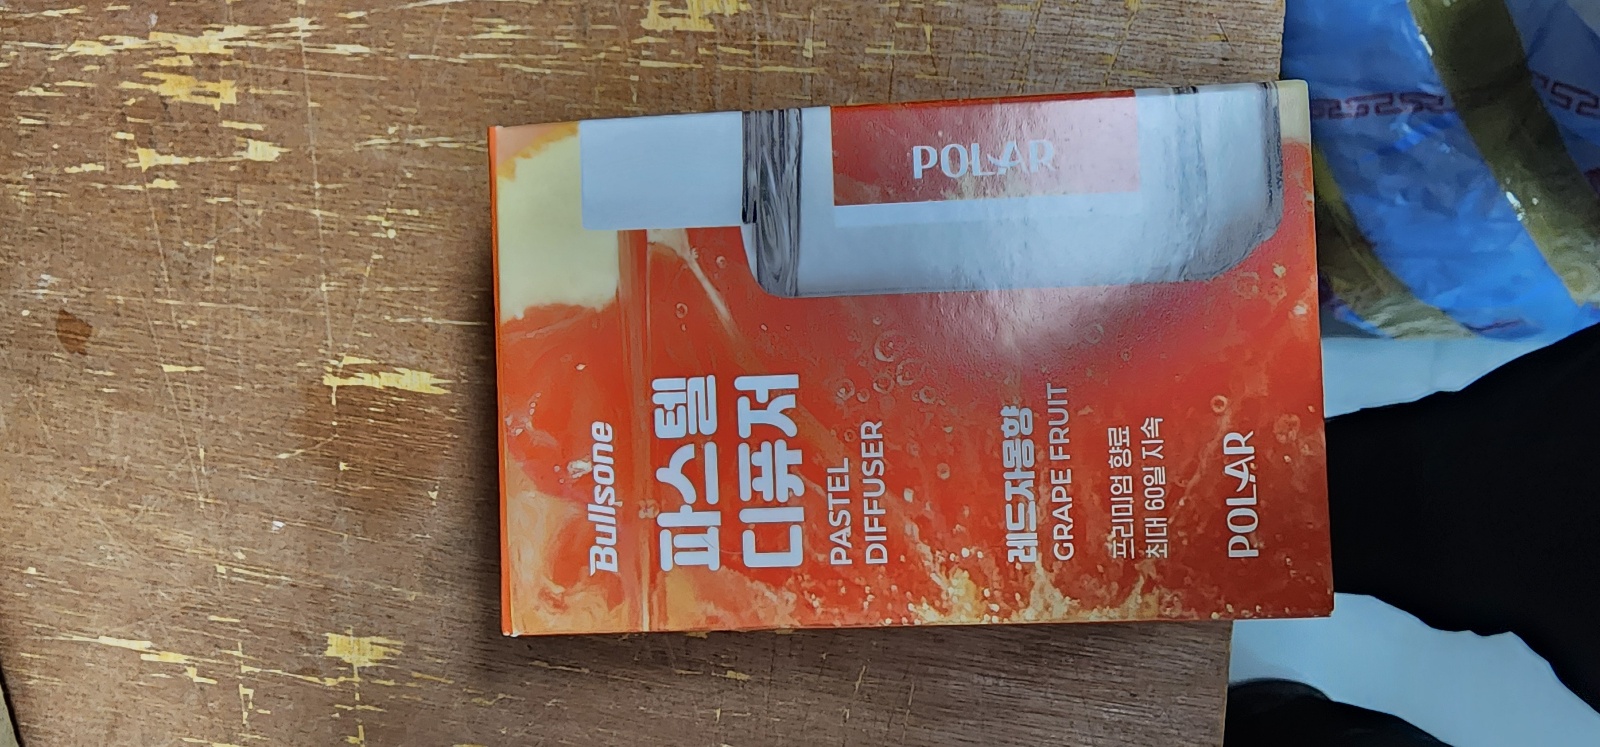 Bullsone
파스텔
디퓨저
PASTEL
DIFFUSER
레드자몽향
GRAPE FRUIT
프리미엄 향료
최대 60일 지속
POLAR
POLAR